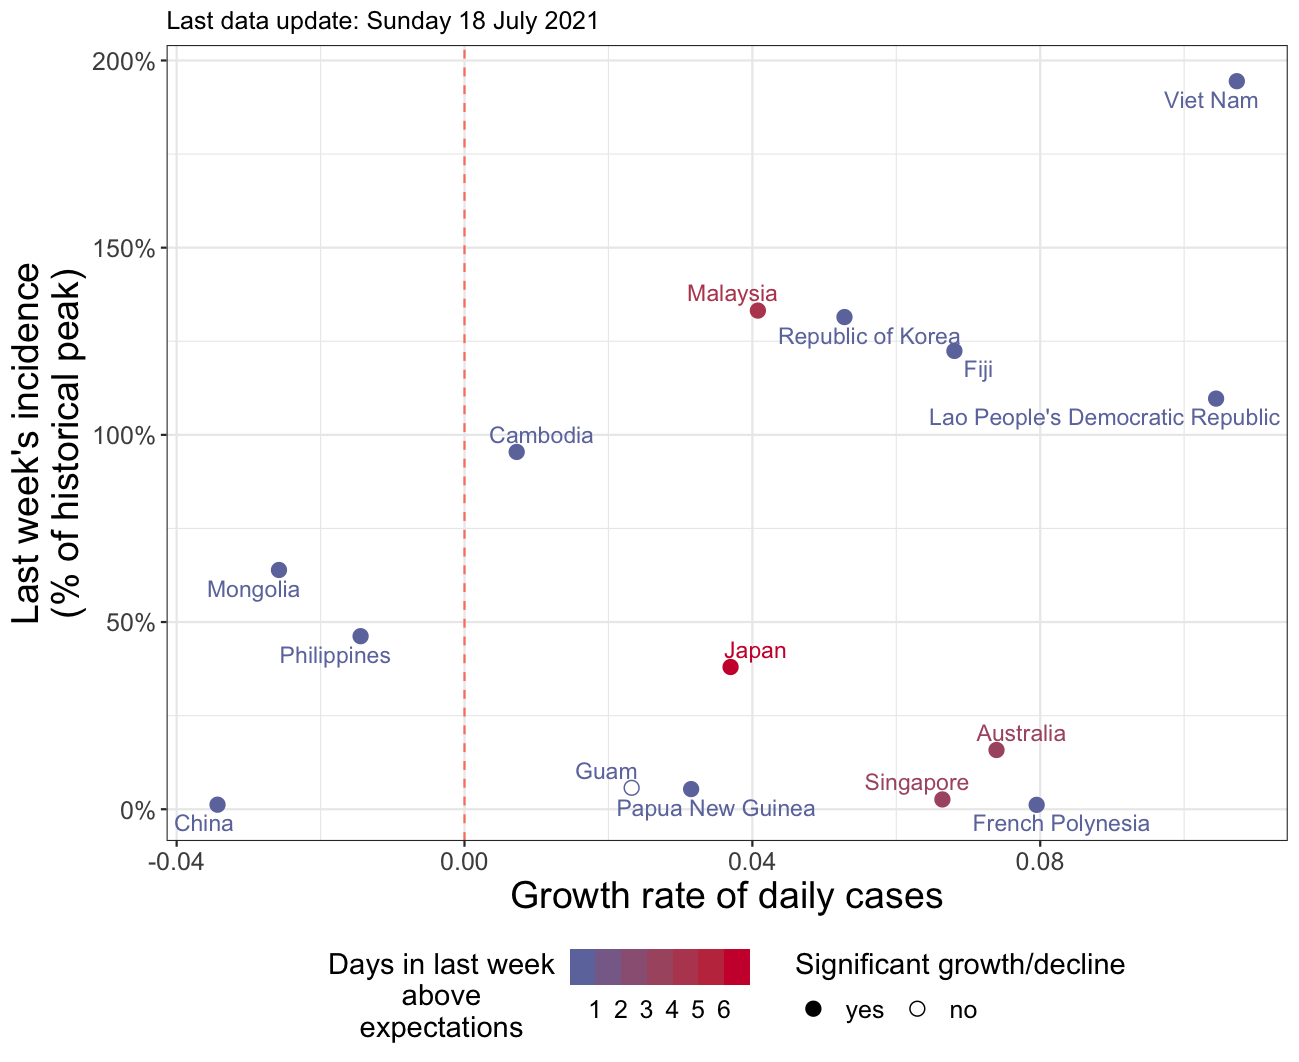 Last data update: Sunday 18 July 2021
200%
Viet Nam
150%
Malaysia
Republic of Korea
Fiji
Lao People's Democratic Republic
100%
Cambodia
Last week's incidence
(% of historical peak)
Mongolia
50%
Philippines
Japan
Australia
Guam
Singapore
Papua New Guinea
0%
China
French Polynesia
-0.04 0.00 0.04 0.08
Growth rate of daily cases
Days in last week
above
expectations
1 2 3 4 5 6
Significant growth/decline
yes no